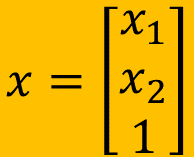 x = [x₁
x₂
1]